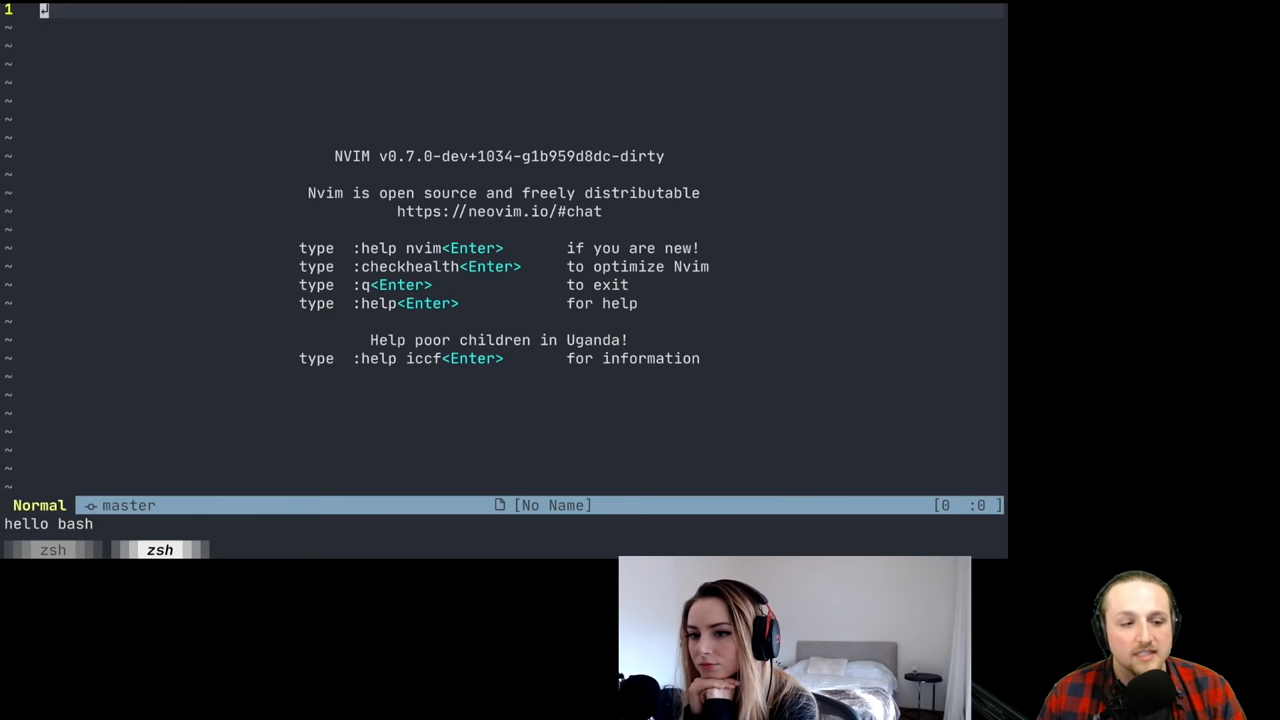 1
~
~
~
~
~
~
~
~
NVIM v0.7.0-dev+1034-g1b959d8dc-dirty
~
~
Nvim is open source and freely distributable
~
https://neovim.io/#chat
~
~
type :help nvim<Enter> if you are new!
~
type :checkhealth<Enter> to optimize Nvim
~
type :q<Enter> to exit
~
type :help<Enter> for help
~
~
Help poor children in Uganda!
~
type :help iccf<Enter> for information
~
~
~
~
~
~
~
Normal master [No Name] [0 :0 ]
hello bash
zsh zsh